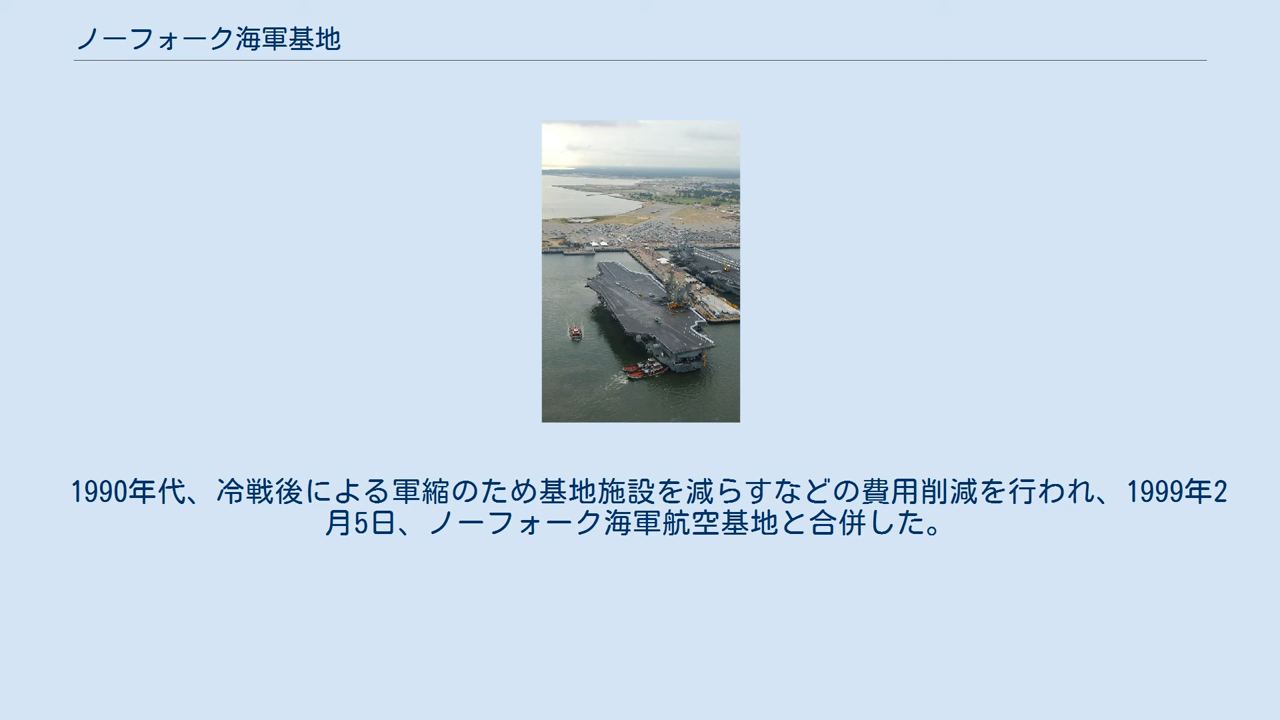 ノーフォーク海軍基地
1990年代、冷戦後による軍縮のため基地施設を減らすなどの費用削減を行われ、1999年2
月5日、ノーフォーク海軍航空基地と合併した。